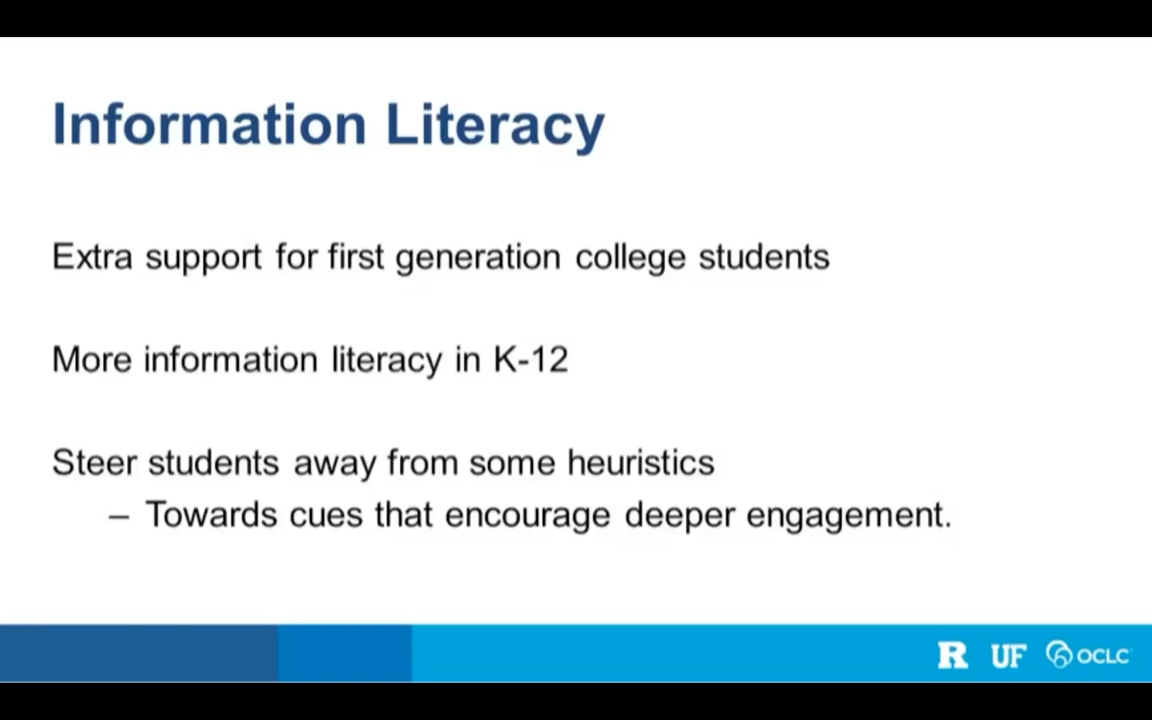 Information Literacy
Extra support for first generation college students
More information literacy in K-12
Steer students away from some heuristics
– Towards cues that encourage deeper engagement.
R UF OCLC